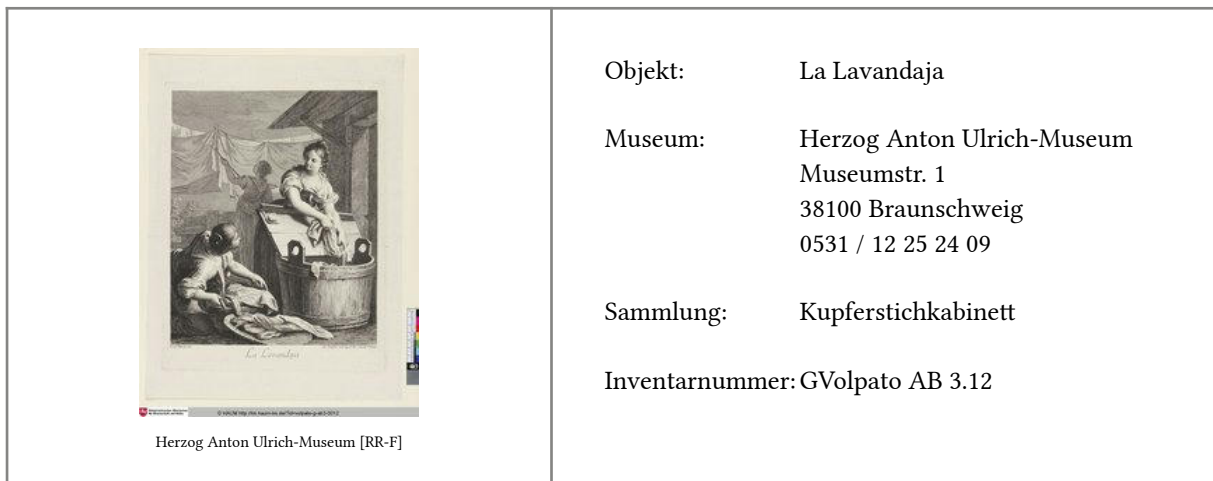 La Lavandaja
Herzog Anton Ulrich-Museum [RR-F]
Objekt: La Lavandaja
Museum: Herzog Anton Ulrich-Museum
Museumstr. 1
38100 Braunschweig
0531 / 12 25 24 09
Sammlung: Kupferstichkabinett
Inventarnummer: GVolpato AB 3.12